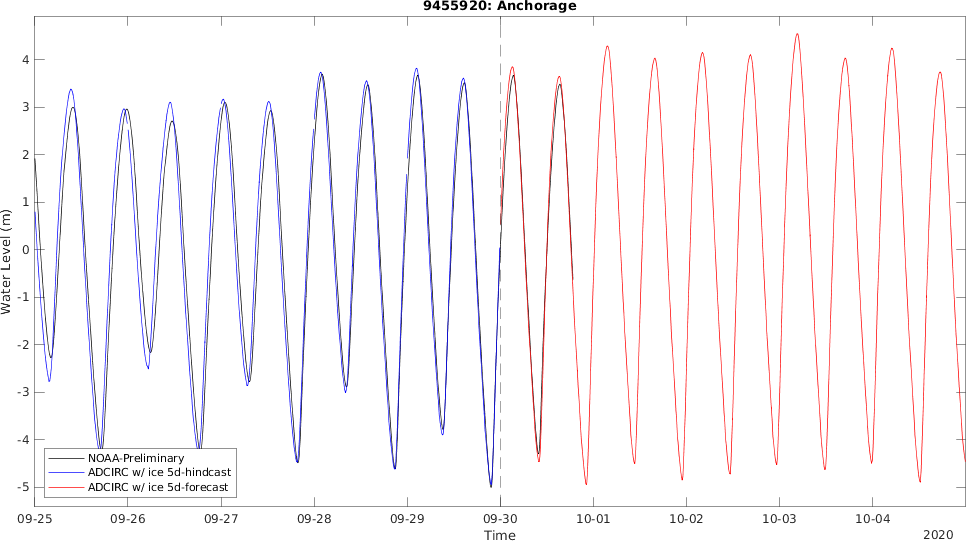 9455920: Anchorage
4
3
2
1
0
-1
-2
-3
-4
-5
Water Level (m)
NOAA-Preliminary
ADCIRC w/ ice 5d-hindcast
ADCIRC w/ ice 5d-forecast
09-25 09-26 09-27 09-28 09-29 09-30 10-01 10-02 10-03 10-04
Time
2020